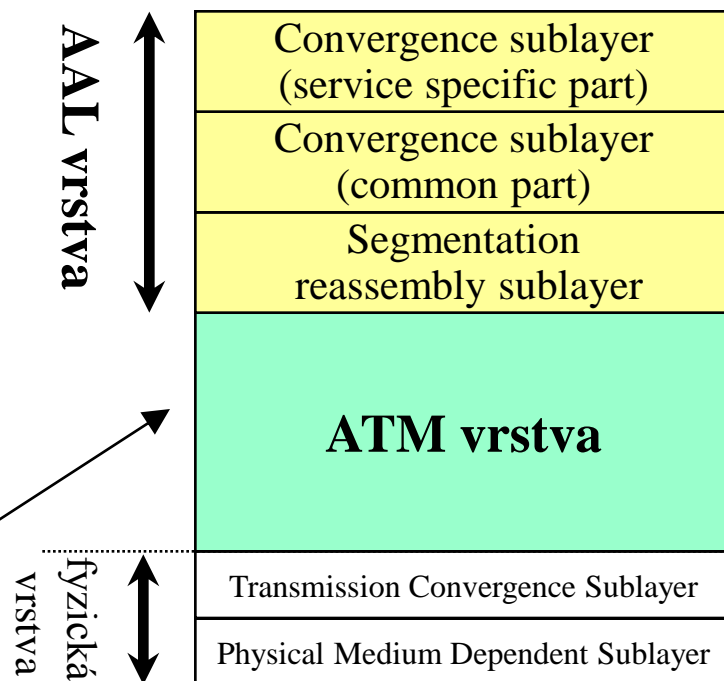 AAL vrstva
Convergence sublayer
(service specific part)
Convergence sublayer
(common part)
Segmentation
reassembly sublayer
ATM vrstva
fyzická
vrstva
Transmission Convergence Sublayer
Physical Medium Dependent Sublayer